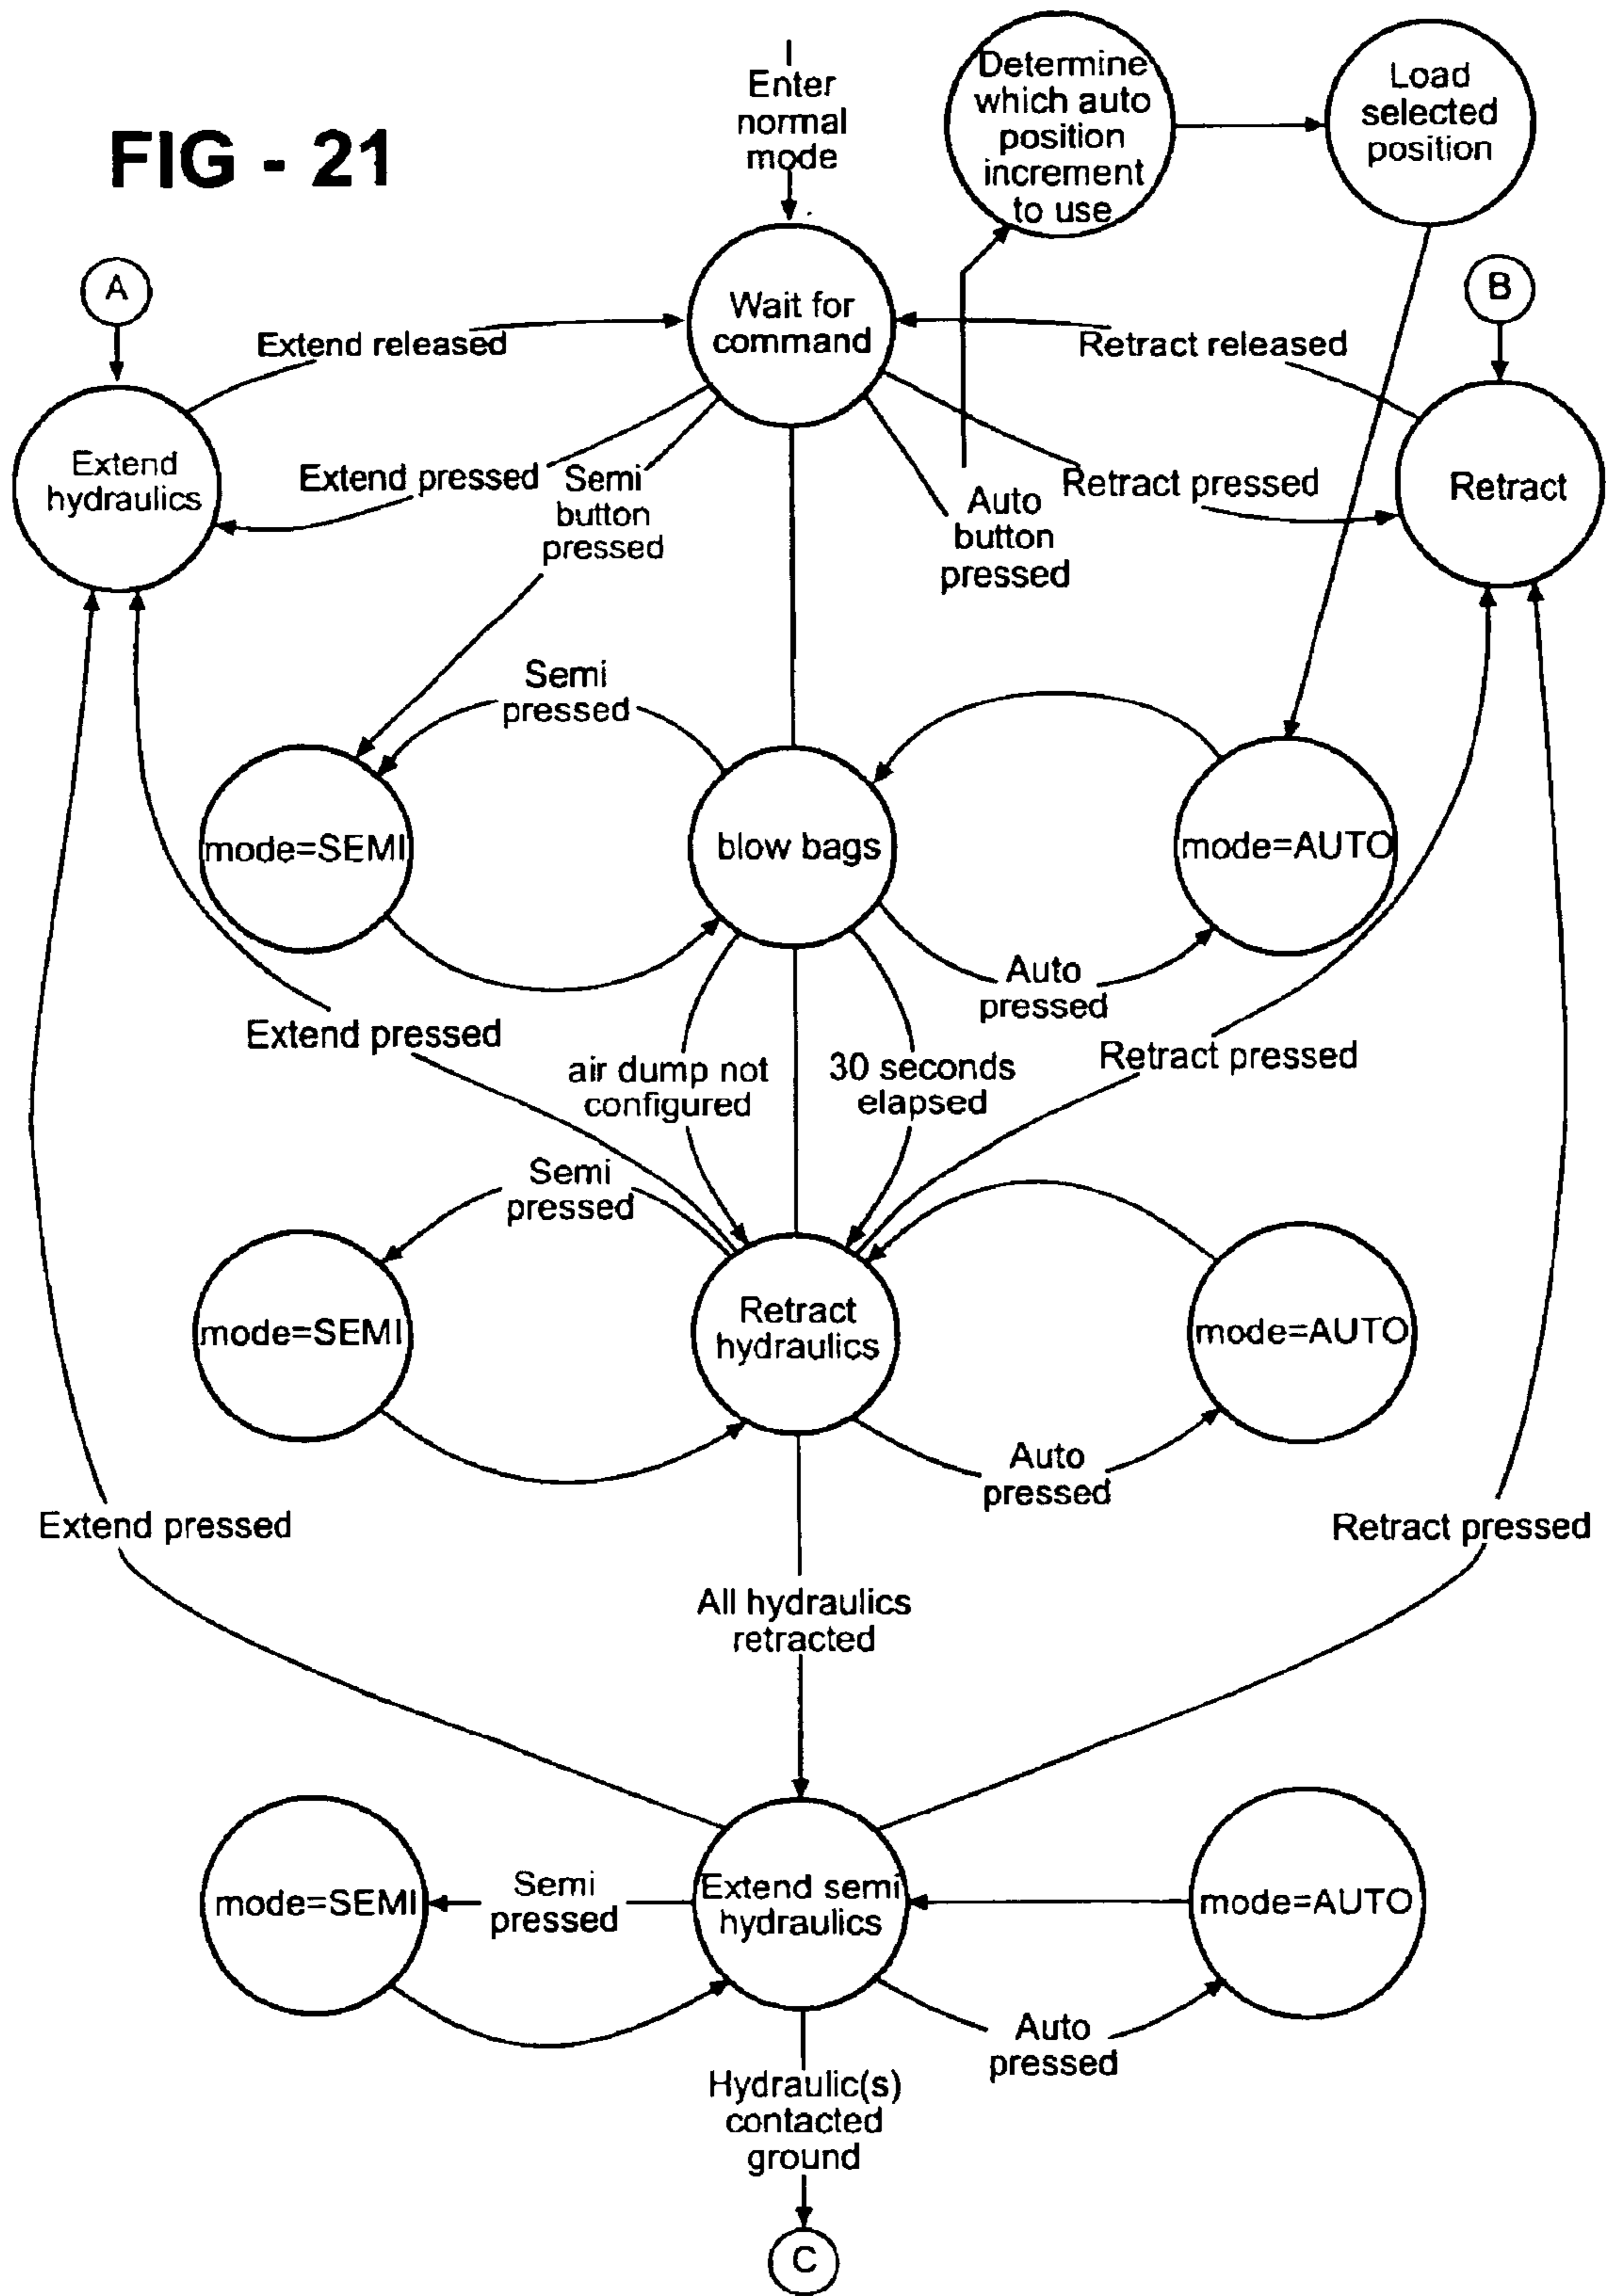 FIG - 21
Enter
normal
mode
Determine
which auto
position
increment
to use
Load
selected
position
A
B
Wait for
command
Extend released
Retract released
Extend
hydraulics
Extend pressed
Semi
button
pressed
Auto
button
pressed
Retract pressed
Retract
Semi
pressed
mode=SEMI
blow bags
mode=AUTO
Auto
pressed
Extend pressed
air dump not
configured
30 seconds
elapsed
Retract pressed
Semi
pressed
mode=SEMI
Retract
hydraulics
mode=AUTO
Auto
pressed
Extend pressed
Retract pressed
All hydraulics
retracted
mode=SEMI
Semi
pressed
Extend semi
hydraulics
mode=AUTO
Auto
pressed
Hydraulic(s)
contacted
ground
C